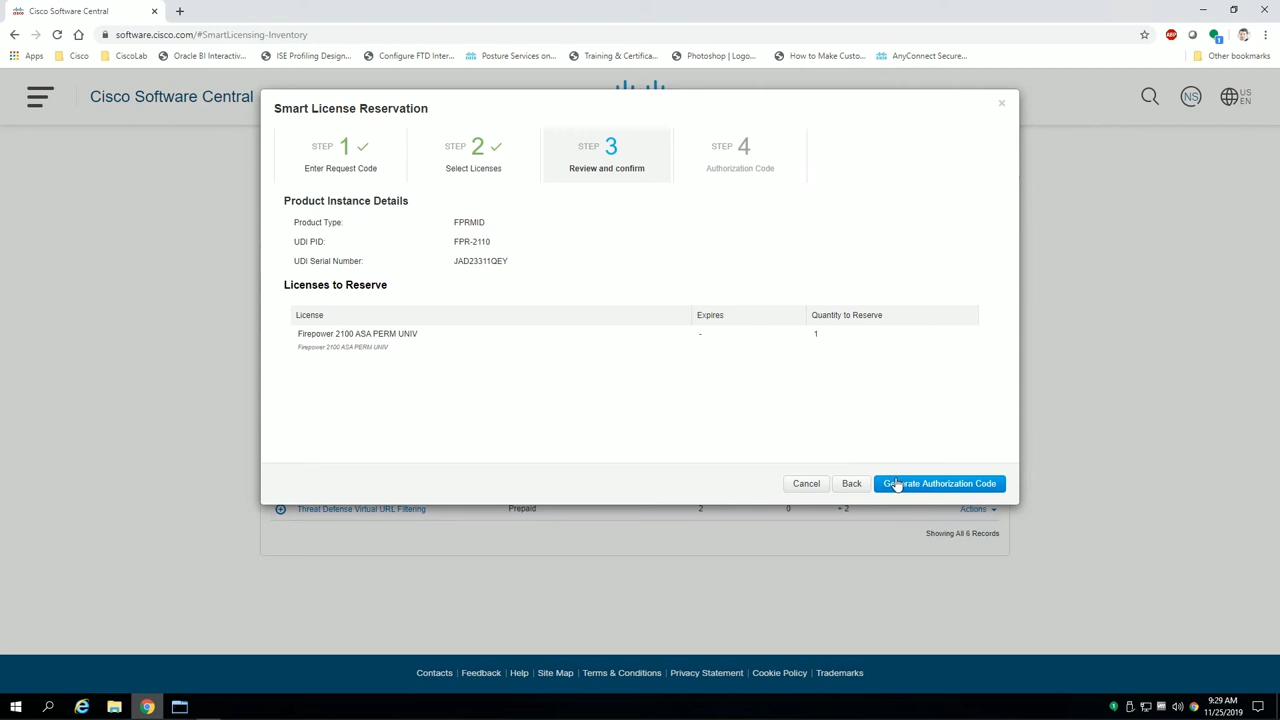 Cisco Software Central
software.cisco.com/#SmartLicensing-Inventory
ABP
Apps
Cisco
CiscoLab
Oracle BI Interactiv...
ISE Profiling Design...
Configure FTD Inter...
Posture Services on...
Training & Certifica...
Photoshop | Logo...
How to Make Custo...
AnyConnect Secure...
Other bookmarks
Cisco Software Central
NS
US
EN
Smart License Reservation
×
STEP 1 ✓
Enter Request Code
STEP 2 ✓
Select Licenses
STEP 3
Review and confirm
STEP 4
Authorization Code
Product Instance Details
Product Type: FPRMID
UDI PID: FPR-2110
UDI Serial Number: JAD23311QEY
Licenses to Reserve
License Expires Quantity to Reserve
Firepower 2100 ASA PERM UNIV - 1
Firepower 2100 ASA PERM UNIV
Cancel
Back
Generate Authorization Code
Threat Defense Virtual URL Filtering Prepaid 2 0 + 2 Actions
Showing All 6 Records
Contacts | Feedback | Help | Site Map | Terms & Conditions | Privacy Statement | Cookie Policy | Trademarks
9:29 AM
11/25/2019